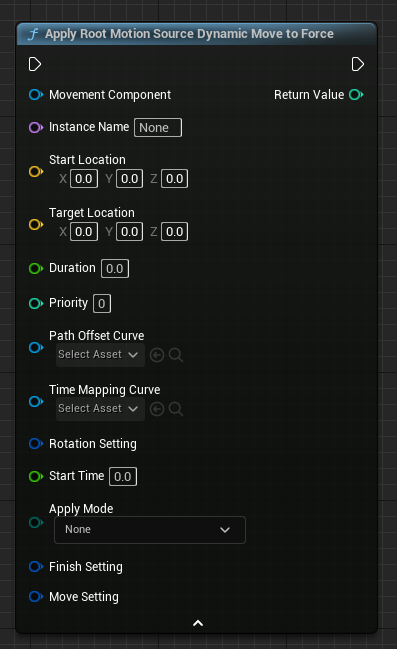 f Apply Root Motion Source Dynamic Move to Force
Movement Component Return Value
Instance Name None
Start Location
X 0.0 Y 0.0 Z 0.0
Target Location
X 0.0 Y 0.0 Z 0.0
Duration 0.0
Priority 0
Path Offset Curve
Select Asset
Time Mapping Curve
Select Asset
Rotation Setting
Start Time 0.0
Apply Mode
None
Finish Setting
Move Setting